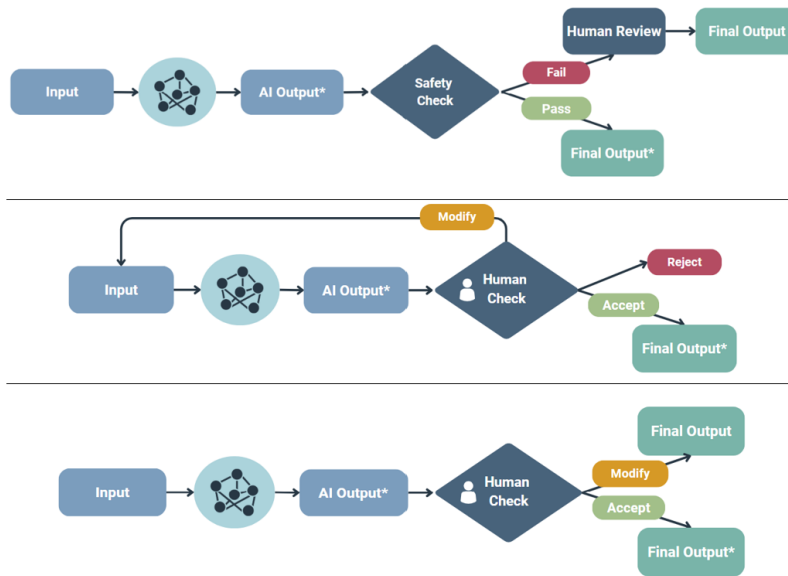 Human Review
Final Output
Fail
Input
AI Output*
Safety
Check
Pass
Final Output*
Modify
Input
AI Output*
Human
Check
Reject
Accept
Final Output*
Final Output
Input
AI Output*
Human
Check
Modify
Accept
Final Output*